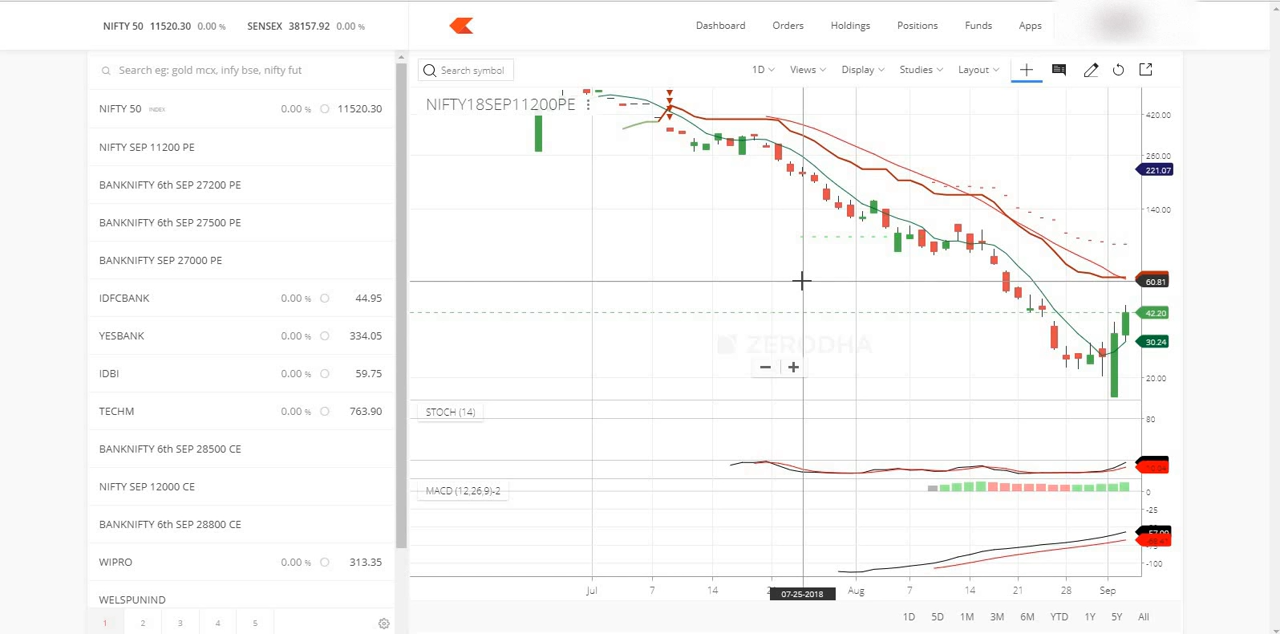 NIFTY 50 11520.30 0.00 % SENSEX 38157.92 0.00 %
Dashboard Orders Holdings Positions Funds Apps
Search eg: gold mcx, infy bse, nifty fut
NIFTY 50 INDEX 0.00 % 11520.30
NIFTY SEP 11200 PE
BANKNIFTY 6th SEP 27200 PE
BANKNIFTY 6th SEP 27500 PE
BANKNIFTY SEP 27000 PE
IDFCBANK 0.00 % 44.95
YESBANK 0.00 % 334.05
IDBI 0.00 % 59.75
TECHM 0.00 % 763.90
BANKNIFTY 6th SEP 28500 CE
NIFTY SEP 12000 CE
BANKNIFTY 6th SEP 28800 CE
WIPRO 0.00 % 313.35
WELSPUNIND
1 2 3 4 5
Search symbol 1D Views Display Studies Layout
NIFTY18SEP11200PE
420.00
260.00
221.07
140.00
60.81
42.20
30.24
20.00
ZERODHA
STOCH (14)
80
MACD (12,26,9)-2
0
-25
-100
Jul 7 14 07-25-2018 Aug 7 14 21 28 Sep
1D 5D 1M 3M 6M YTD 1Y 5Y All